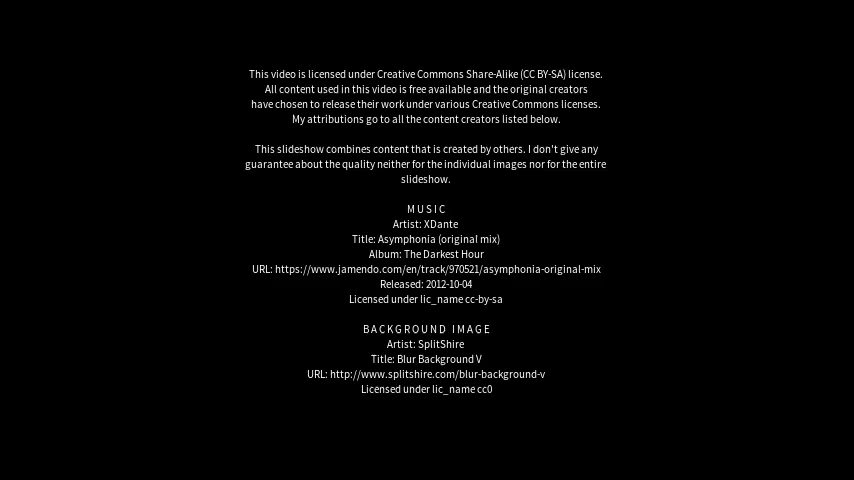 This video is licensed under Creative Commons Share-Alike (CC BY-SA) license.
All content used in this video is free available and the original creators
have chosen to release their work under various Creative Commons licenses.
My attributions go to all the content creators listed below.
This slideshow combines content that is created by others. I don't give any
guarantee about the quality neither for the individual images nor for the entire
slideshow.
MUSIC
Artist: XDante
Title: Asymphonia (original mix)
Album: The Darkest Hour
URL: https://www.jamendo.com/en/track/970521/asymphonia-original-mix
Released: 2012-10-04
Licensed under lic_name cc-by-sa
BACKGROUND IMAGE
Artist: SplitShire
Title: Blur Background V
URL: http://www.splitshire.com/blur-background-v
Licensed under lic_name cc0